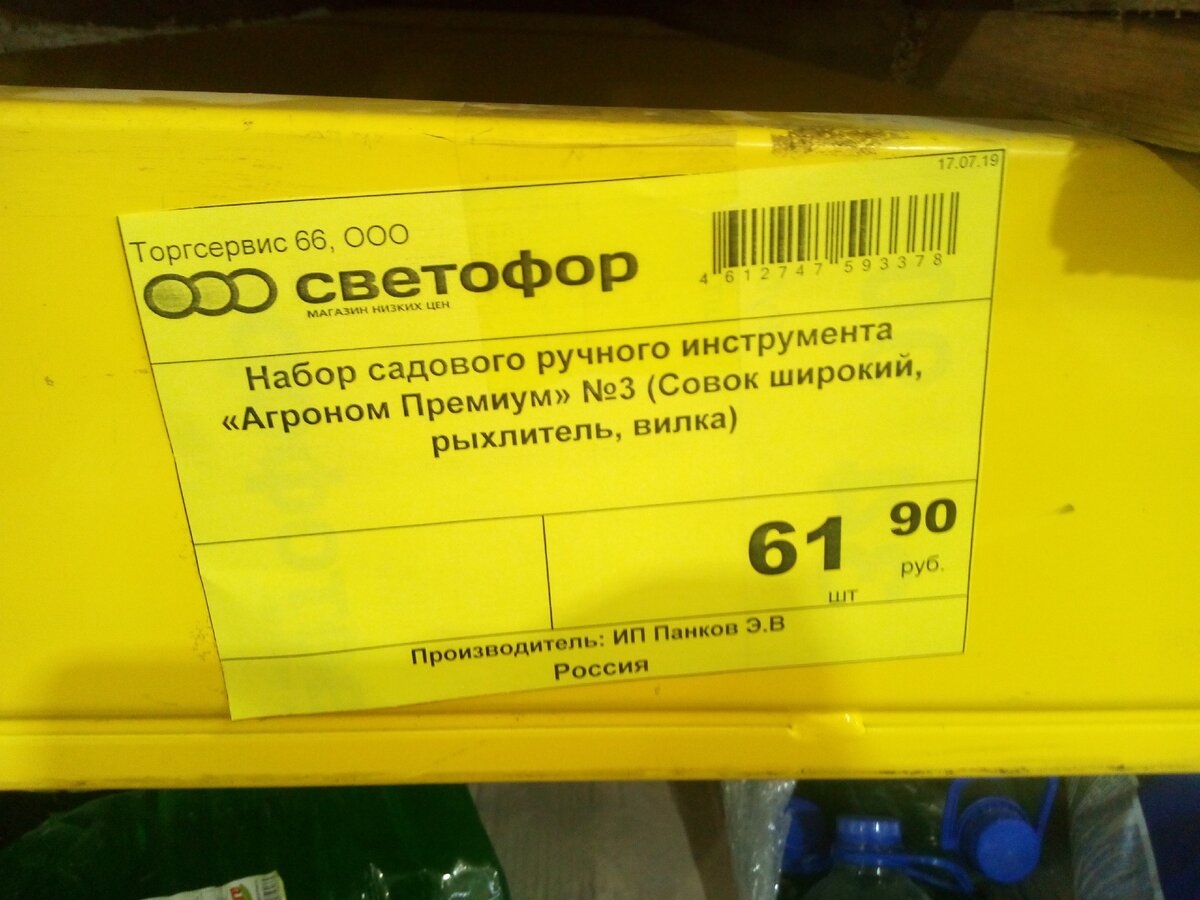 17.07.19
Торгсервис 66, ООО
светофор
МАГАЗИН НИЗКИХ ЦЕН
4 612747 593378
Набор садового ручного инструмента
«Агроном Премиум» №3 (Совок широкий,
рыхлитель, вилка)
61 90
руб.
шт
Производитель: ИП Панков Э.В
Россия